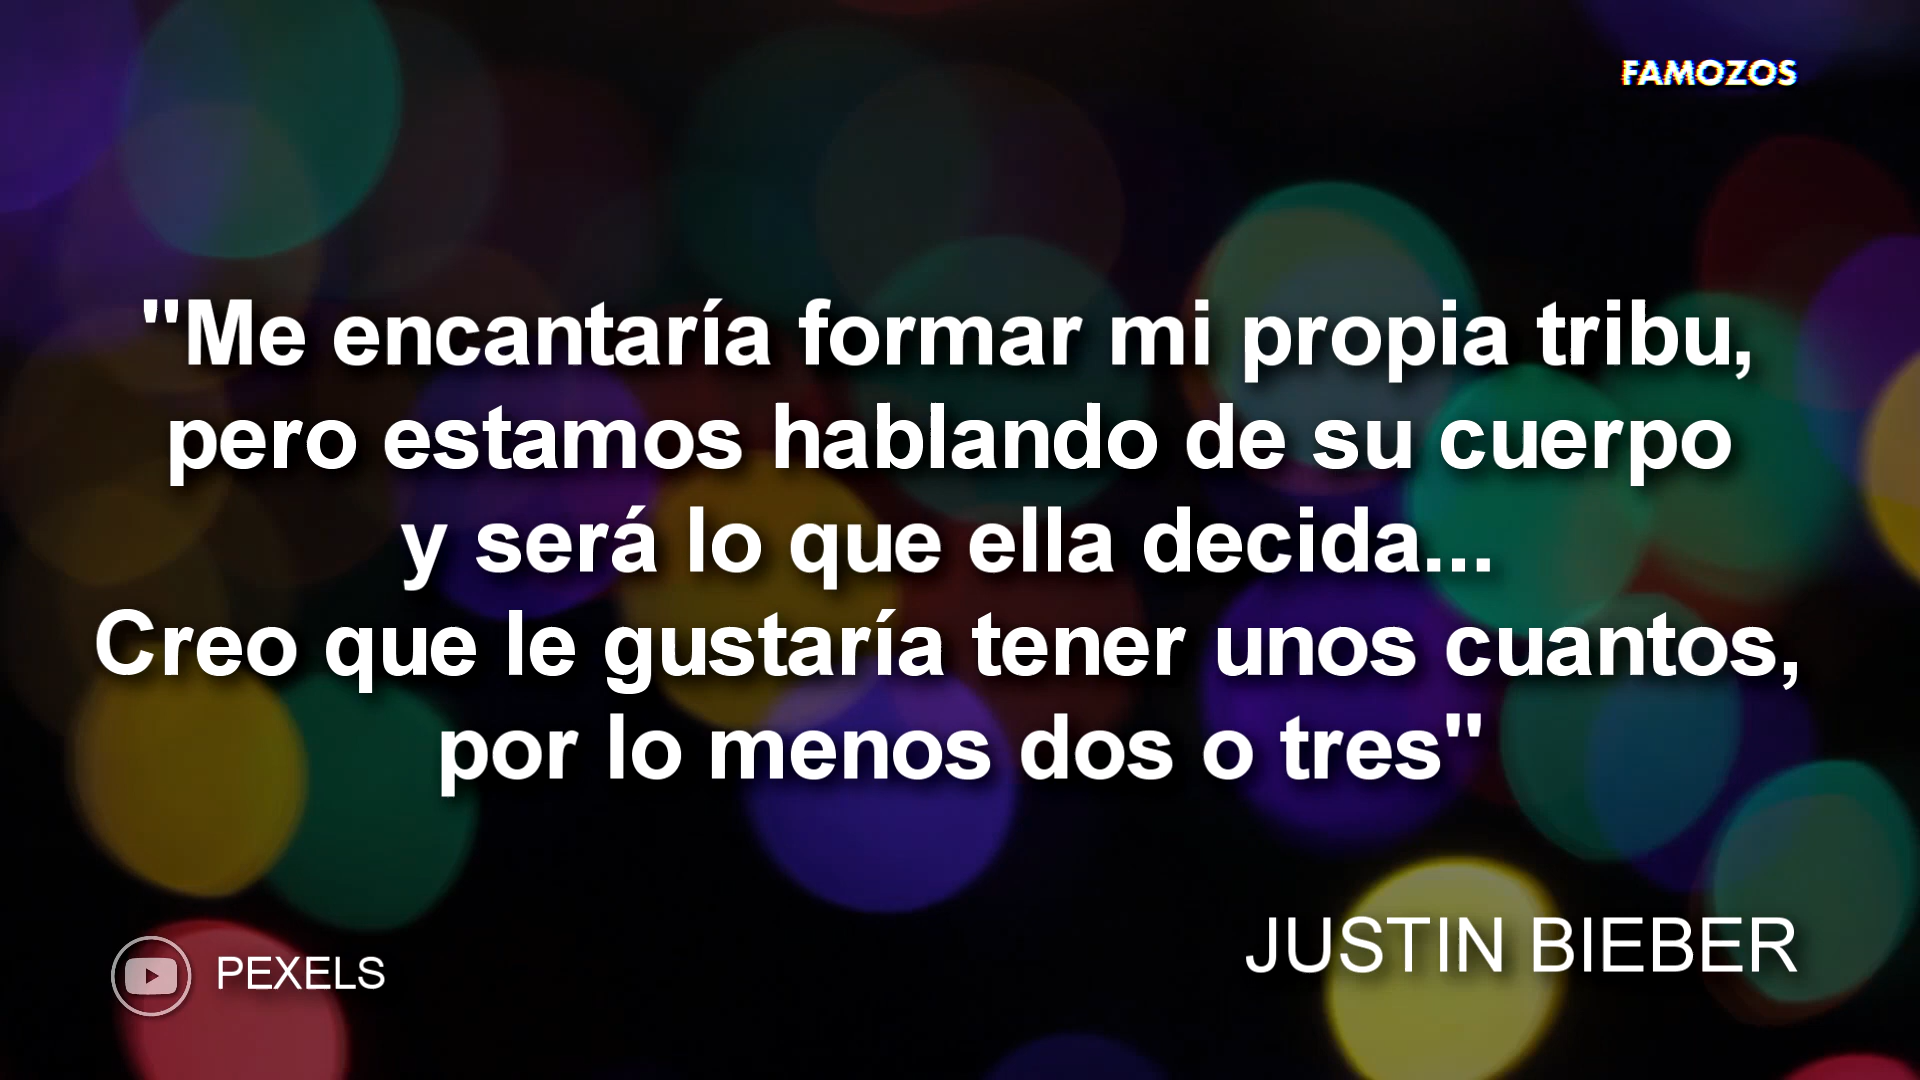 FAMOZOS
"Me encantaría formar mi propia tribu,
pero estamos hablando de su cuerpo
y será lo que ella decida...
Creo que le gustaría tener unos cuantos,
por lo menos dos o tres"
JUSTIN BIEBER
PEXELS